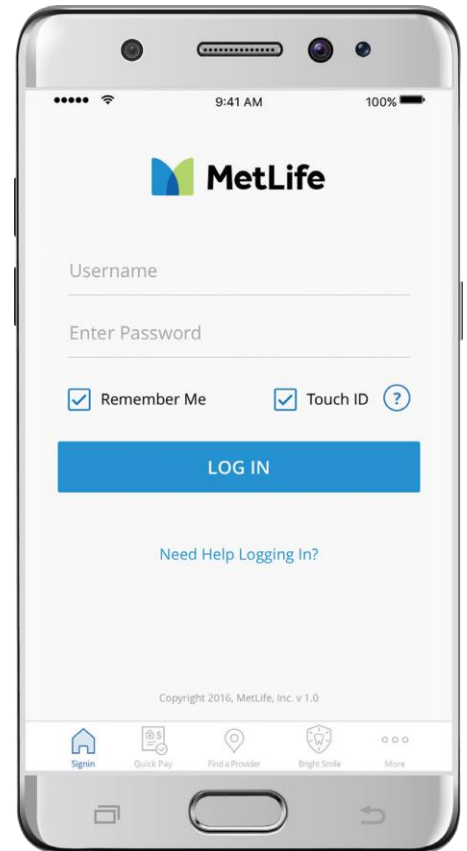 9:41 AM 100%
MetLife
Username
Enter Password
Remember Me Touch ID ?
LOG IN
Need Help Logging In?
Copyright 2016, MetLife, Inc. v 1.0
Signin Quick Pay Find a Provider Bright Smile More